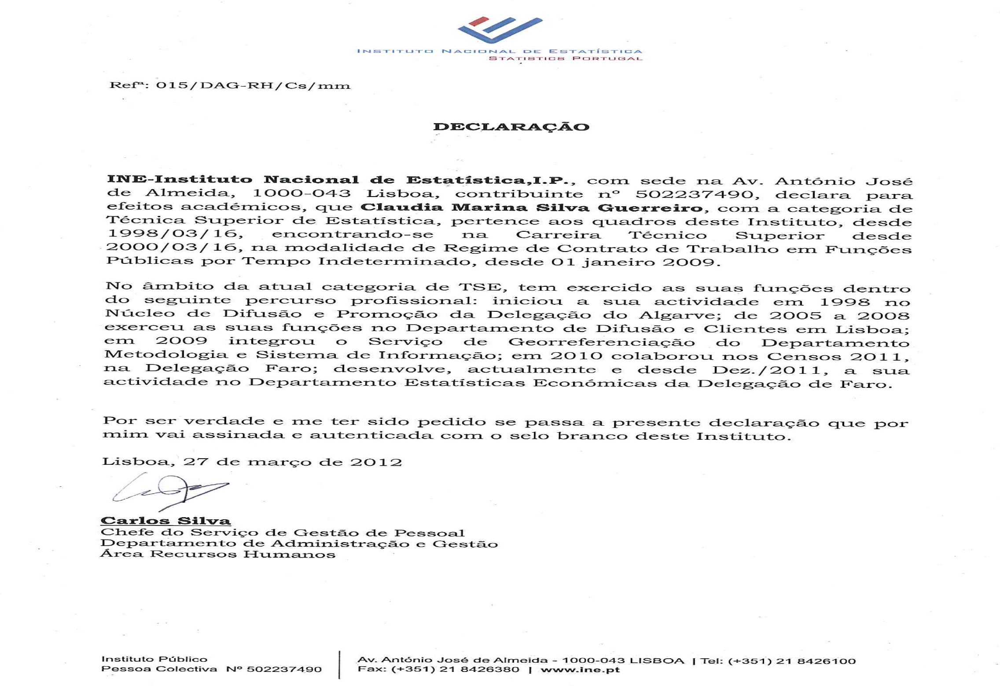 INSTITUTO NACIONAL DE ESTATÍSTICA
STATISTICS PORTUGAL
Refª: 015/DAG-RH/Cs/mm
DECLARAÇÃO
INE-Instituto Nacional de Estatística,I.P., com sede na Av. António José
de Almeida, 1000-043 Lisboa, contribuinte nº 502237490, declara para
efeitos académicos, que Claudia Marina Silva Guerreiro, com a categoria de
Técnica Superior de Estatística, pertence aos quadros deste Instituto, desde
1998/03/16, encontrando-se na Carreira Técnico Superior desde
2000/03/16, na modalidade de Regime de Contrato de Trabalho em Funções
Públicas por Tempo Indeterminado, desde 01 janeiro 2009.
No âmbito da atual categoria de TSE, tem exercido as suas funções dentro
do seguinte percurso profissional: iniciou a sua actividade em 1998 no
Núcleo de Difusão e Promoção da Delegação do Algarve; de 2005 a 2008
exerceu as suas funções no Departamento de Difusão e Clientes em Lisboa;
em 2009 integrou o Serviço de Georreferenciação do Departamento
Metodologia e Sistema de Informação; em 2010 colaborou nos Censos 2011,
na Delegação Faro; desenvolve, actualmente e desde Dez./2011, a sua
actividade no Departamento Estatísticas Económicas da Delegação de Faro.
Por ser verdade e me ter sido pedido se passa a presente declaração que por
mim vai assinada e autenticada com o selo branco deste Instituto.
Lisboa, 27 de março de 2012
Carlos Silva
Chefe do Serviço de Gestão de Pessoal
Departamento de Administração e Gestão
Área Recursos Humanos
Instituto Público
Pessoa Colectiva Nº 502237490
Av. António José de Almeida - 1000-043 LISBOA | Tel: (+351) 21 8426100
Fax: (+351) 21 8426380 | www.ine.pt